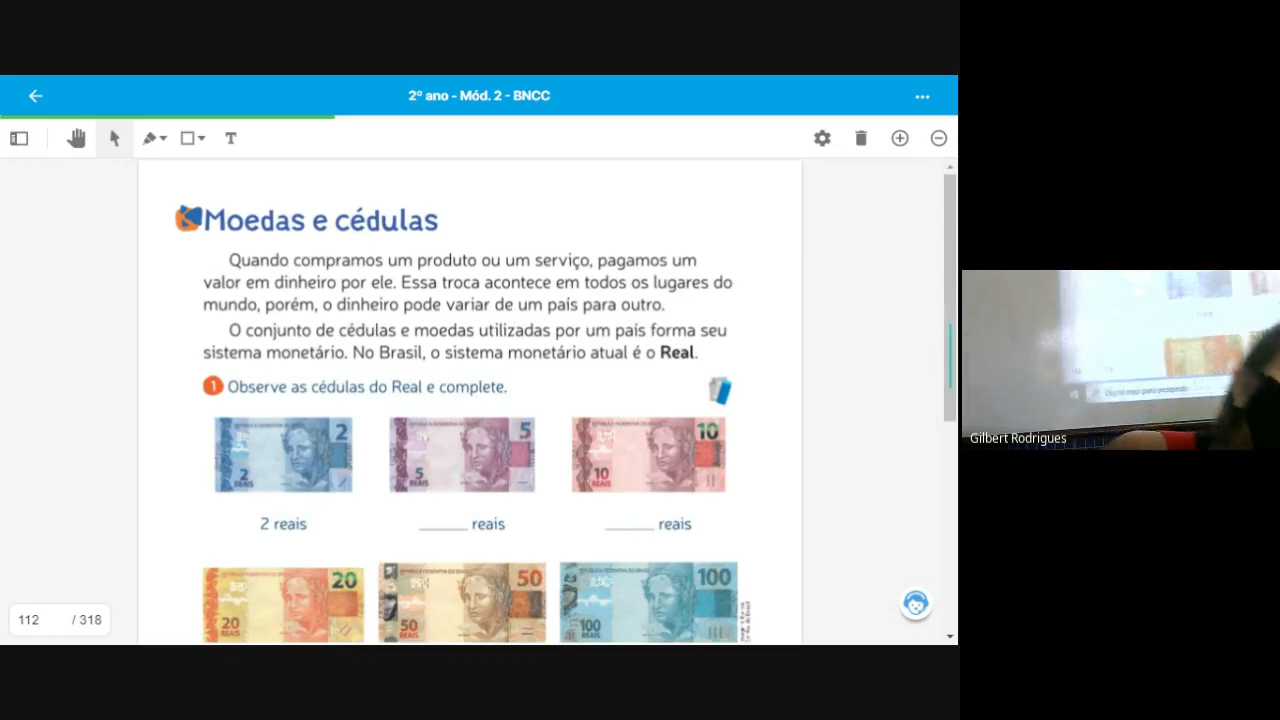 2º ano - Mód. 2 - BNCC
T
Moedas e cédulas
Quando compramos um produto ou um serviço, pagamos um
valor em dinheiro por ele. Essa troca acontece em todos os lugares do
mundo, porém, o dinheiro pode variar de um país para outro.
O conjunto de cédulas e moedas utilizadas por um país forma seu
sistema monetário. No Brasil, o sistema monetário atual é o Real.
1 Observe as cédulas do Real e complete.
2 5 10
2 REAIS 5 REAIS 10 REAIS
2 reais ______ reais ______ reais
20 50 100
20 REAIS 50 REAIS 100 REAIS
112 / 318
Gilbert Rodrigues